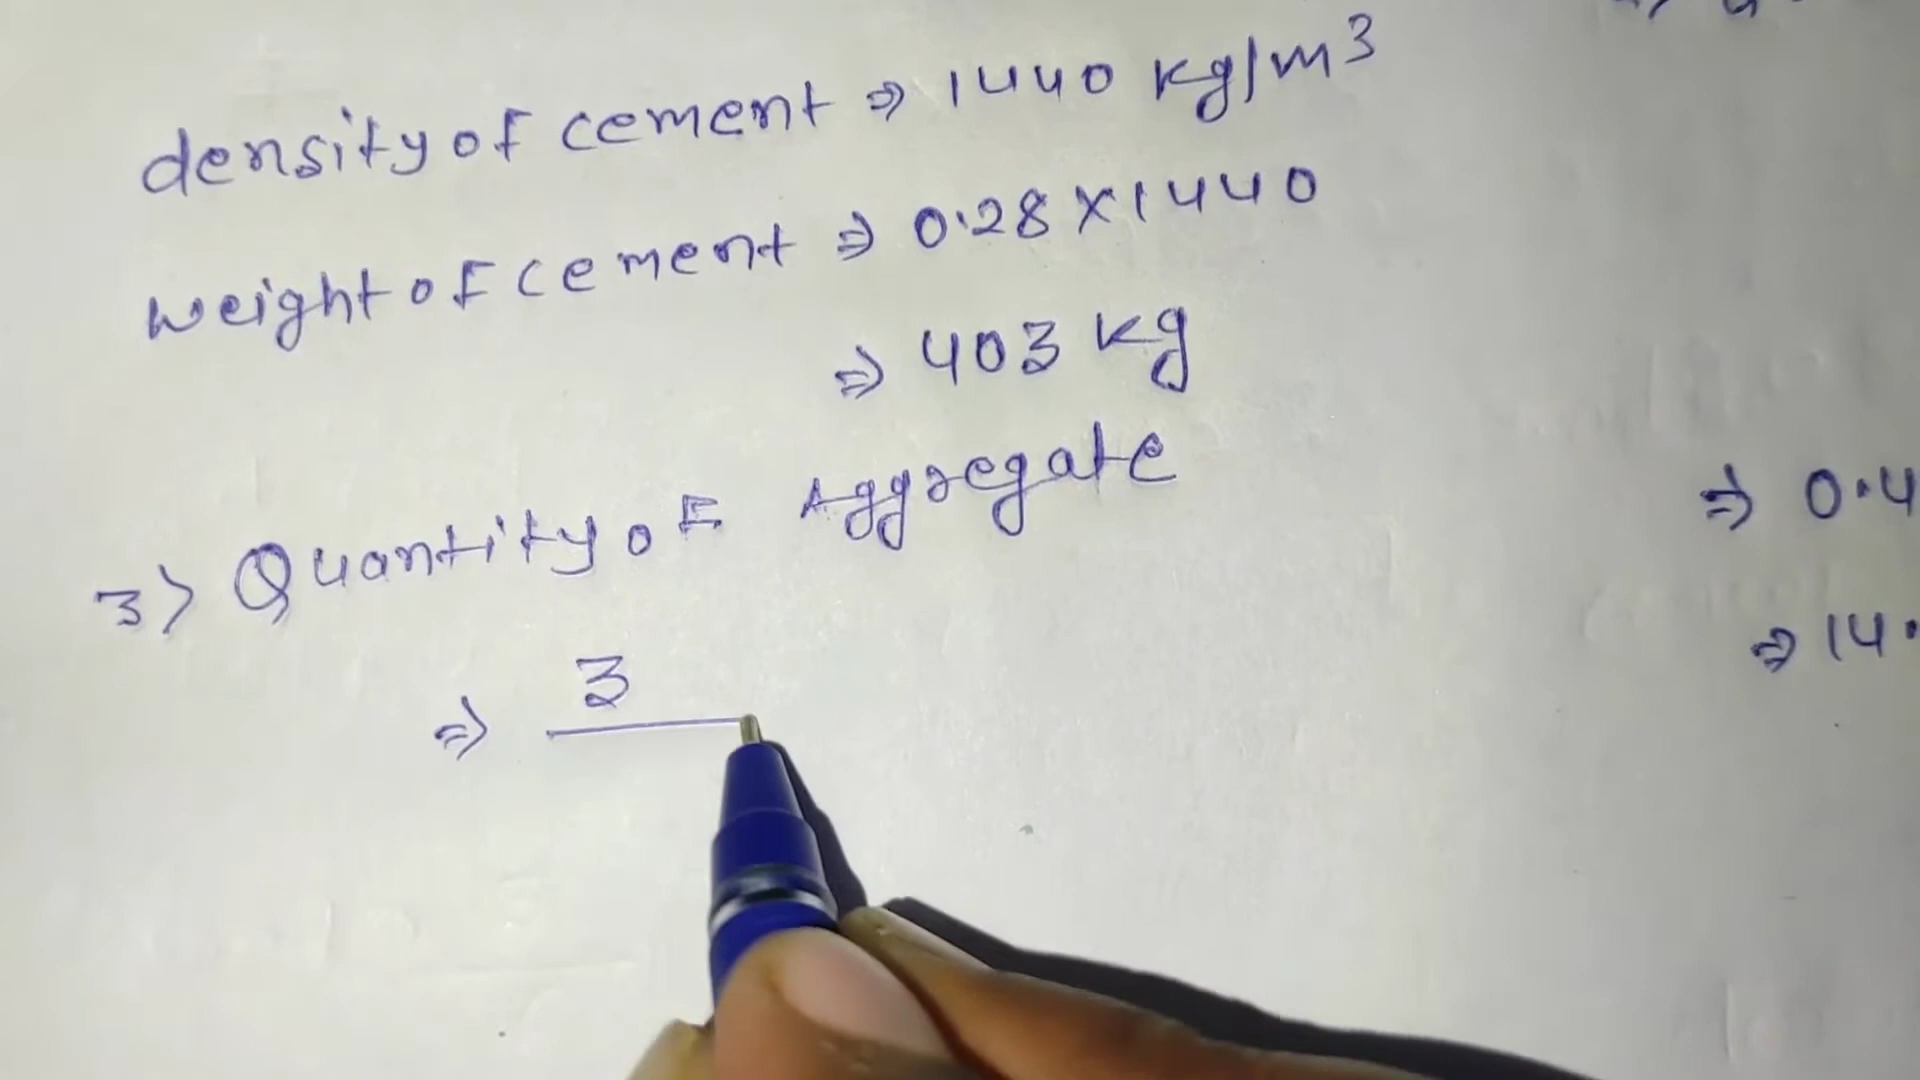 density of cement ⇒ 1440 kg/m³
weight of cement ⇒ 0.28 × 1440
⇒ 403 kg
3) Quantity of Aggregate
⇒ 3
⇒ 0.4
⇒ 14.